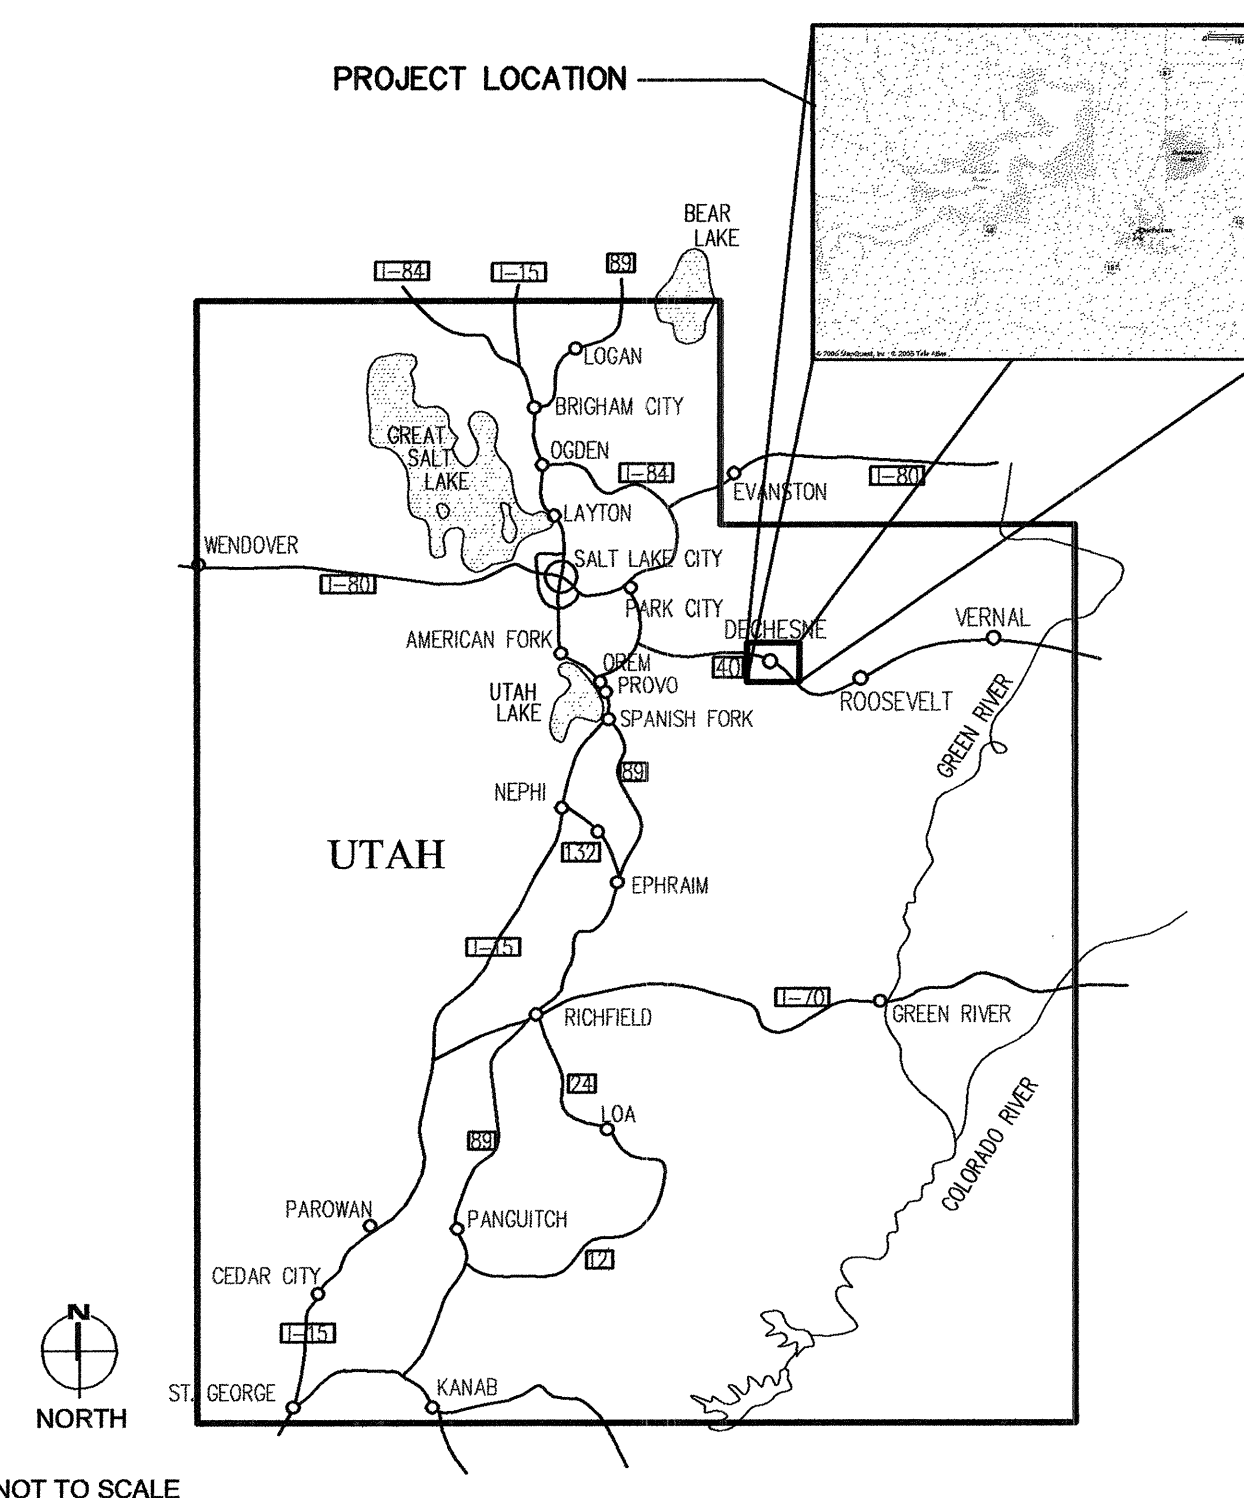 PROJECT LOCATION
BEAR
LAKE
I-84
I-15
89
LOGAN
BRIGHAM CITY
GREAT
SALT
LAKE
OGDEN
I-84
EVANSTON
I-80
LAYTON
WENDOVER
SALT LAKE CITY
I-80
PARK CITY
DECHESNE
VERNAL
AMERICAN FORK
OREM
40
PROVO
UTAH
LAKE
ROOSEVELT
SPANISH FORK
GREEN RIVER
89
NEPHI
UTAH
132
EPHRAIM
I-15
I-70
RICHFIELD
GREEN RIVER
24
LOA
89
COLORADO RIVER
PAROWAN
PANGUITCH
12
CEDAR CITY
I-15
N
NORTH
ST. GEORGE
KANAB
NOT TO SCALE